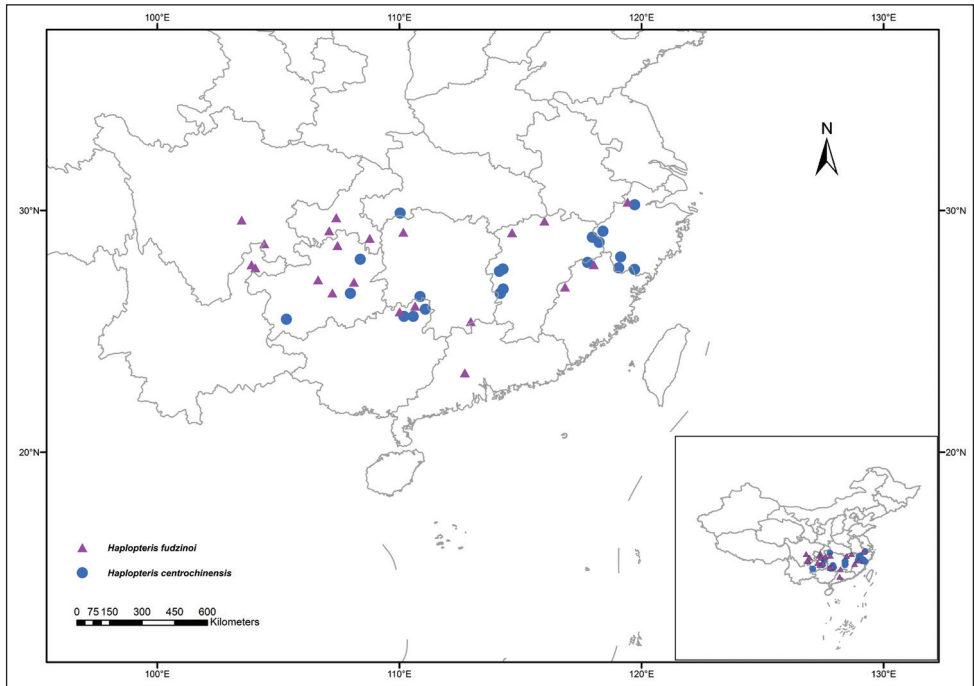 100°E 110°E 120°E 130°E
N
30°N 30°N
20°N 20°N
Haplopteris fudzinoi
Haplopteris centrochinensis
0 75 150 300 450 600
Kilometers
100°E 110°E 120°E 130°E